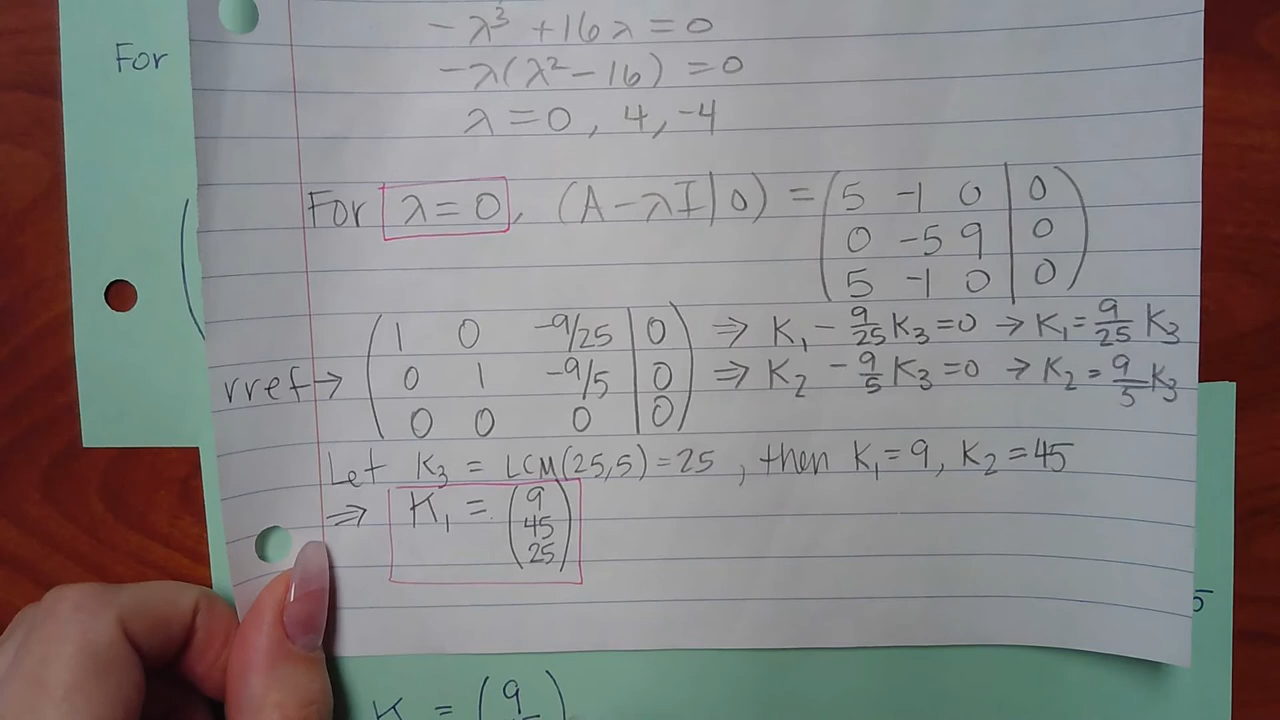 -λ³ + 16λ = 0
For
-λ(λ² - 16) = 0
λ = 0, 4, -4
For λ = 0, (A - λI | 0) = ( 5 -1 0 | 0 )
0 -5 9 | 0
5 -1 0 | 0
( 1 0 -9/25 | 0 ) ⇒ K₁ - 9/25 K₃ = 0 → K₁ = 9/25 K₃
rref → 0 1 -9/5 | 0 ⇒ K₂ - 9/5 K₃ = 0 → K₂ = 9/5 K₃
0 0 0 | 0
Let K₃ = LCM(25,5) = 25, then K₁ = 9, K₂ = 45
⇒ K₁ = ( 9
45
25 )
5
K = ( 9